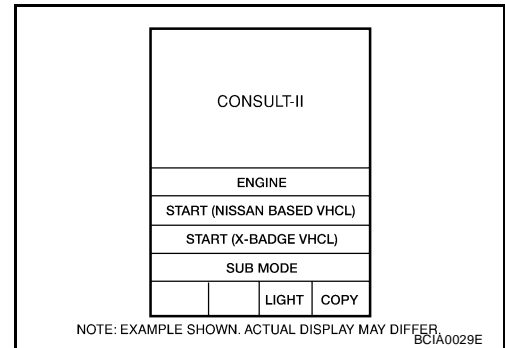 CONSULT-II
ENGINE
START (NISSAN BASED VHCL)
START (X-BADGE VHCL)
SUB MODE
LIGHT COPY
NOTE: EXAMPLE SHOWN. ACTUAL DISPLAY MAY DIFFER.
BCIA0029E